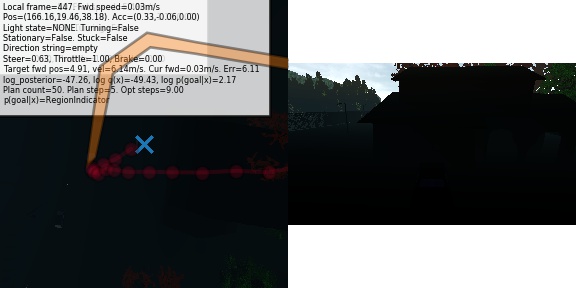 Local frame=447: Fwd speed=0.03m/s
Pos=(166.16,19.46,38.18). Acc=(0.33,-0.06,0.00)
Light state=NONE: Turning=False
Stationary=False. Stuck=False
Direction string=empty
Steer=0.63, Throttle=1.00, Brake=0.00
Target fwd pos=4.91, vel=6.14m/s. Cur fwd=0.03m/s. Err=6.11
log_posterior=-47.26, log q(x)=-49.43, log p(goal|x)=2.17
Plan count=50. Plan step=5. Opt steps=9.00
p(goal|x)=RegionIndicator